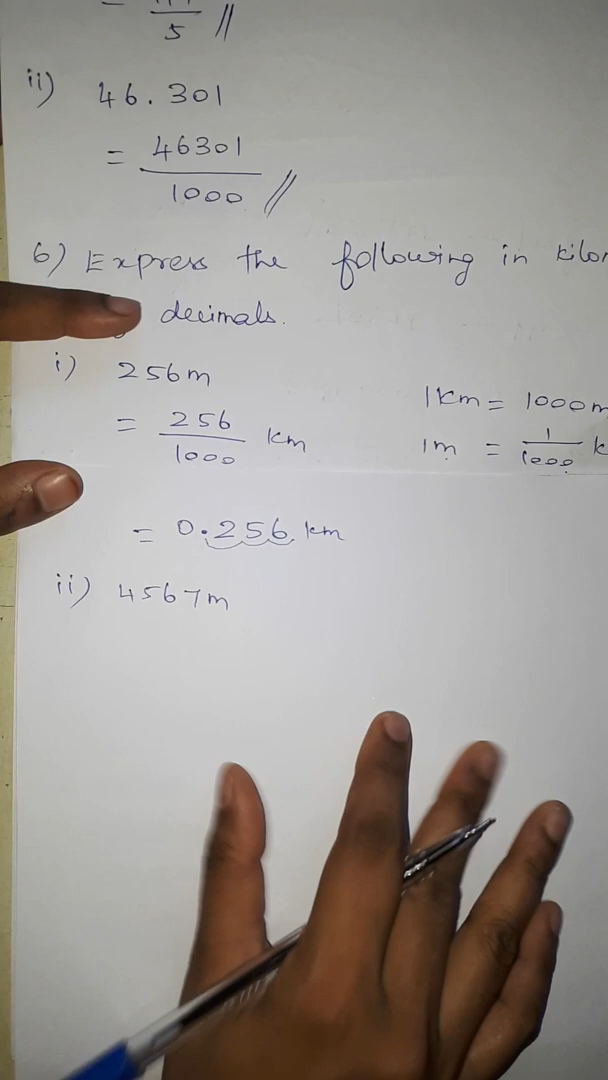 = / 5 //
ii) 46.301
= 46301 / 1000 //
6) Express the following in
decimals.
i) 256m
1km = 1000m
= 256 / 1000 km
1m = 1 / 1000 k
= 0.256 km
ii) 4567m